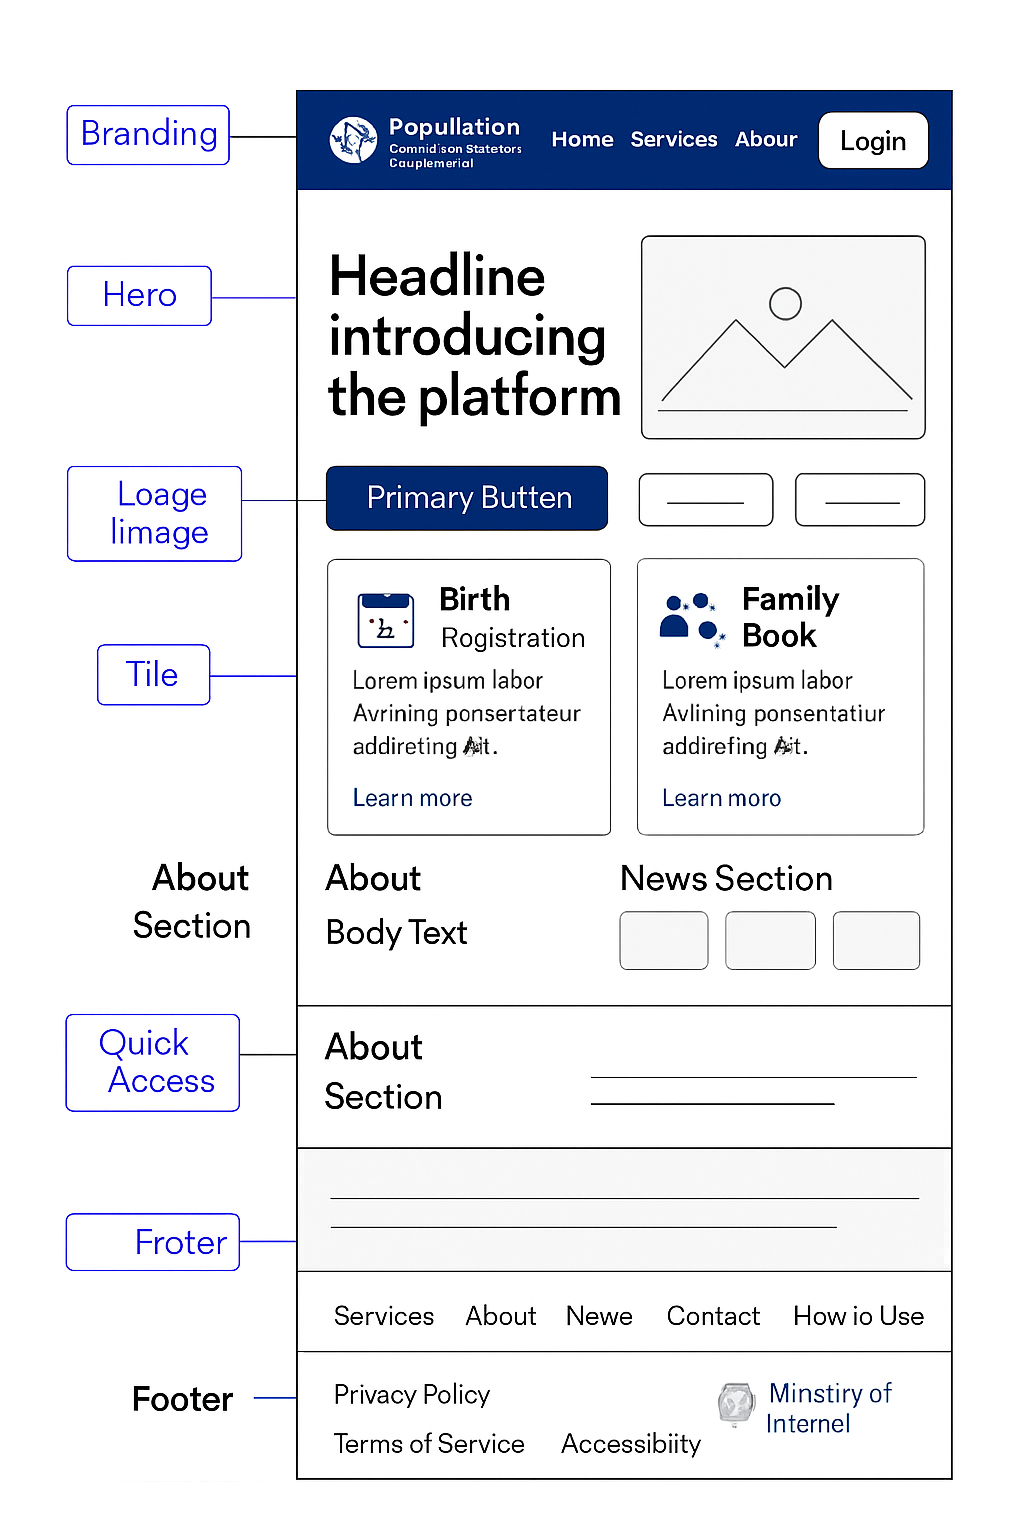 Branding
Popullation
Comnidison Statetors
Cauplemerial
Home Services Abour Login
Hero
Headline
introducing
the platform
Loage
limage
Primary Butten
Tile
Birth
Rogistration
Lorem ipsum labor
Avrining ponsertateur
addireting
Learn more
Family
Book
Lorem ipsum labor
Avlining ponsentatiur
addirefing
Learn moro
About
Section
About
Body Text
News Section
Quick
Access
About
Section
Froter
Services About Newe Contact How io Use
Footer
Privacy Policy
Terms of Service Accessibiity
Minstiry of
Internel